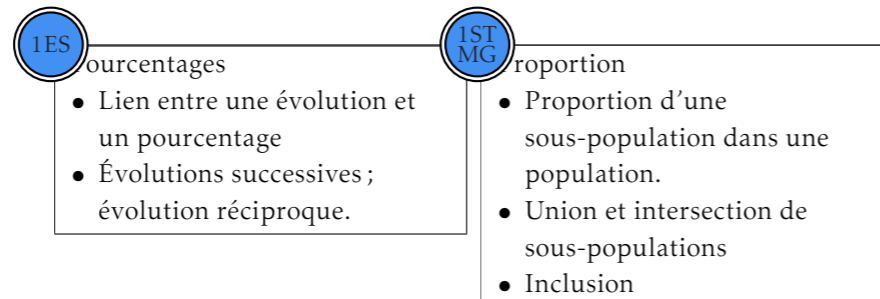 1ES
Pourcentages
• Lien entre une évolution et
un pourcentage
• Évolutions successives ;
évolution réciproque.
1ST
MG
Proportion
• Proportion d'une
sous-population dans une
population.
• Union et intersection de
sous-populations
• Inclusion